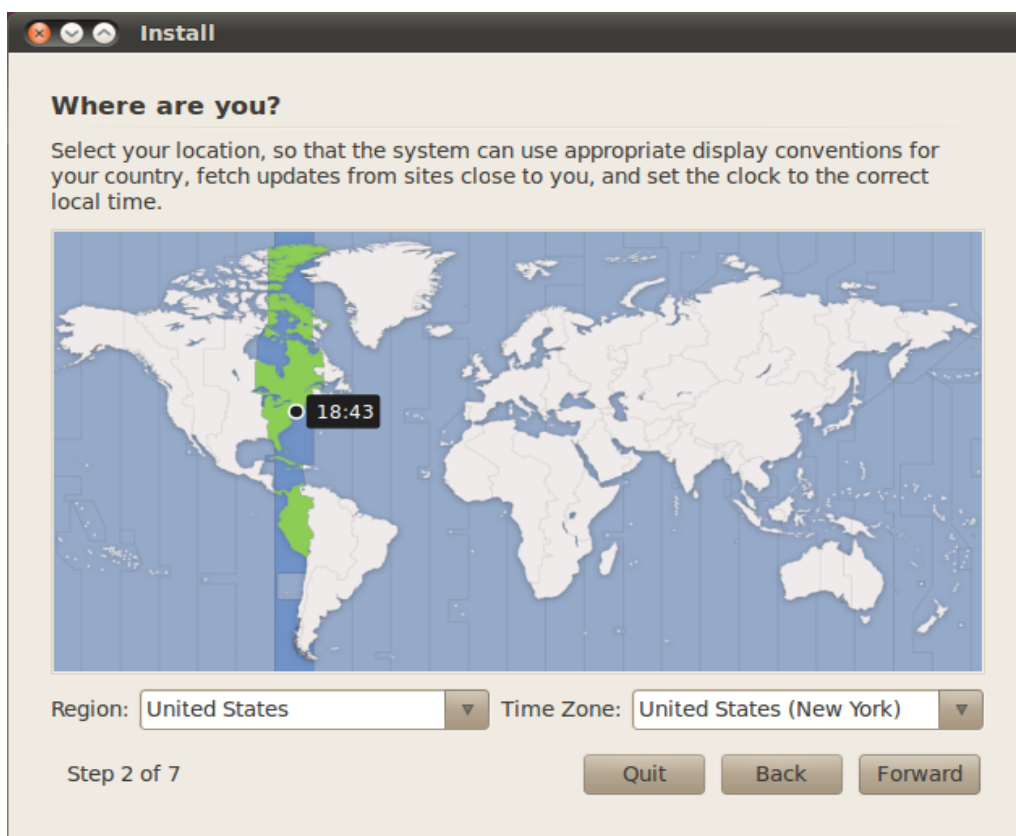 Install
Where are you?
Select your location, so that the system can use appropriate display conventions for
your country, fetch updates from sites close to you, and set the clock to the correct
local time.
18:43
Region: United States Time Zone: United States (New York)
Step 2 of 7 Quit Back Forward